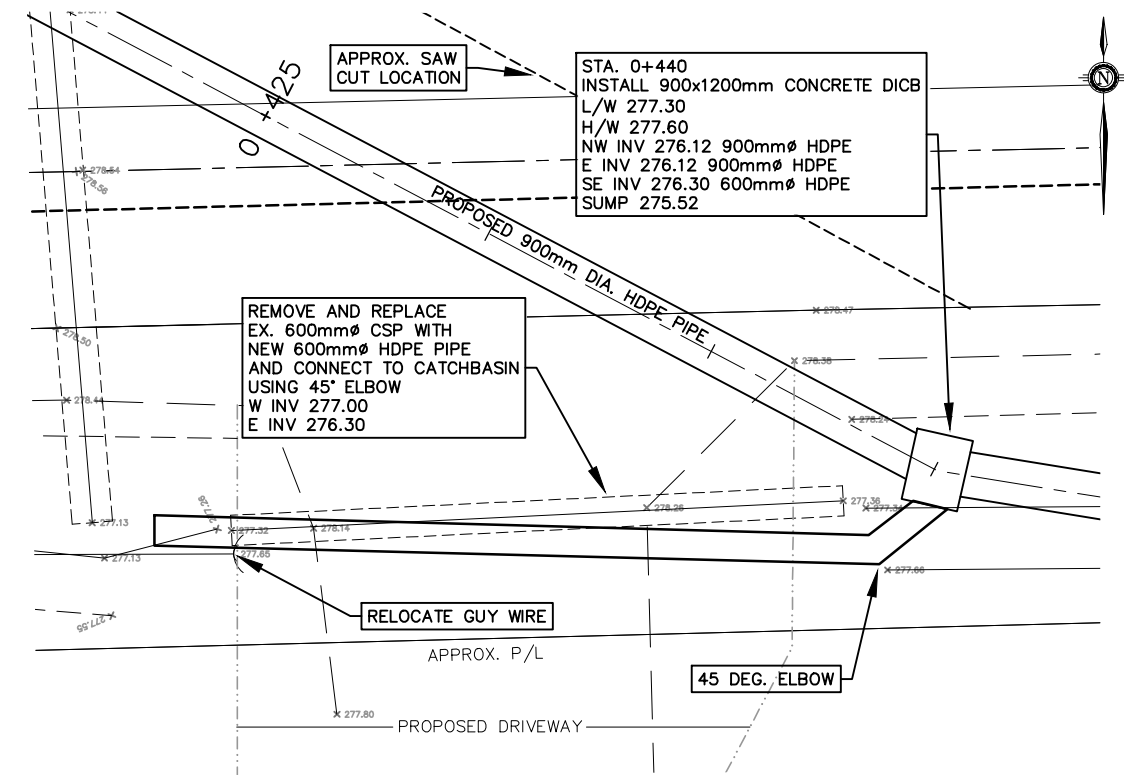 APPROX. SAW
CUT LOCATION
STA. 0+440
INSTALL 900x1200mm CONCRETE DICB
L/W 277.30
H/W 277.60
NW INV 276.12 900mmø HDPE
E INV 276.12 900mmø HDPE
SE INV 276.30 600mmø HDPE
SUMP 275.52
N
0 +425
278.54
278.56
PROPOSED 900mm DIA. HDPE PIPE
REMOVE AND REPLACE
EX. 600mmø CSP WITH
NEW 600mmø HDPE PIPE
AND CONNECT TO CATCHBASIN
USING 45° ELBOW
W INV 277.00
E INV 276.30
278.47
278.50
278.38
278.44
278.24
277.36
277.26
278.26
277.13
277.32
278.14
277.13
277.65
277.66
RELOCATE GUY WIRE
277.55
APPROX. P/L
45 DEG. ELBOW
277.80
PROPOSED DRIVEWAY